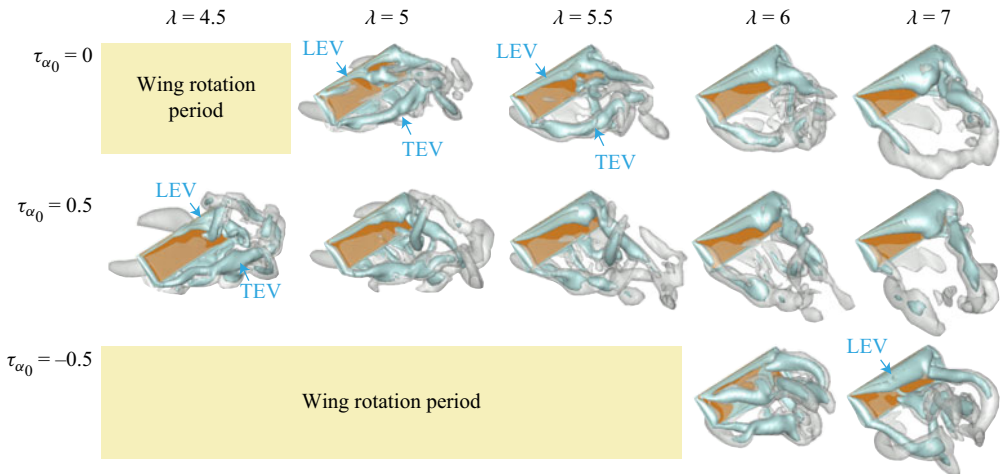 λ = 4.5 λ = 5 λ = 5.5 λ = 6 λ = 7
τα0 = 0
Wing rotation
period
LEV
TEV
LEV
TEV
τα0 = 0.5
LEV
TEV
τα0 = –0.5
Wing rotation period
LEV